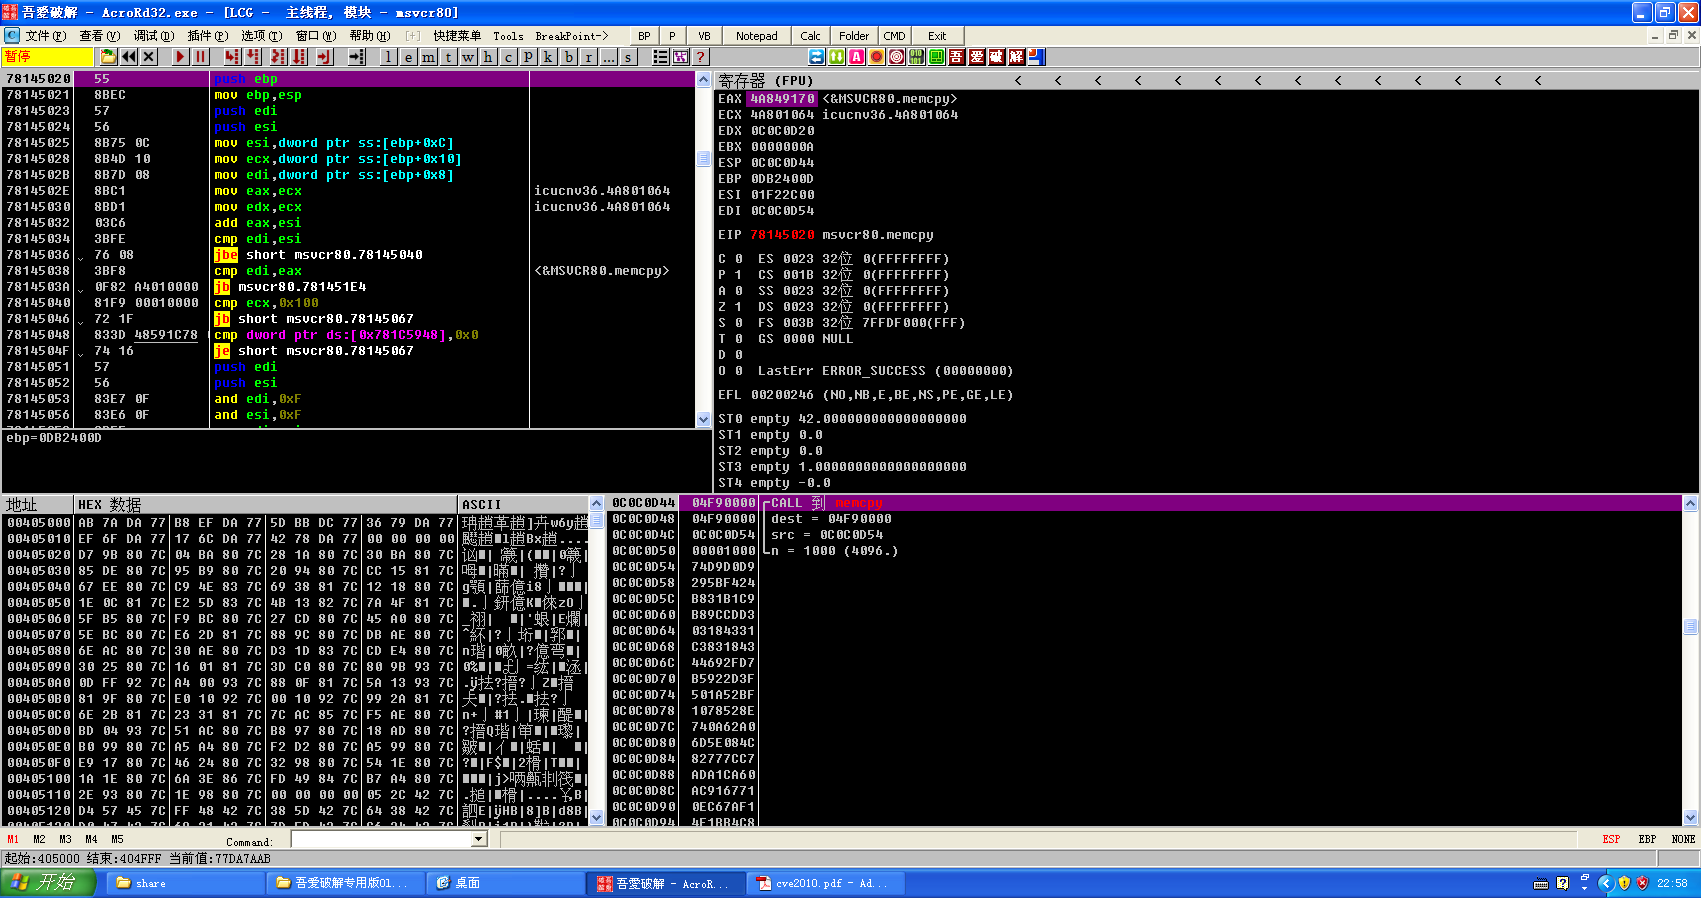 吾愛破解 - AcroRd32.exe - [LCG - 主线程, 模块 - msvcr80]
文件(F) 查看(V) 调试(D) 插件(P) 选项(T) 窗口(W) 帮助(H) [+] 快捷菜单 Tools BreakPoint-> BP P VB Notepad Calc Folder CMD Exit
暂停 l e m t w h c p k b r ... s ? 吾 爱 破 解
78145020 55 push ebp
78145021 8BEC mov ebp,esp
78145023 57 push edi
78145024 56 push esi
78145025 8B75 0C mov esi,dword ptr ss:[ebp+0xC]
78145028 8B4D 10 mov ecx,dword ptr ss:[ebp+0x10]
7814502B 8B7D 08 mov edi,dword ptr ss:[ebp+0x8]
7814502E 8BC1 mov eax,ecx icucnv36.4A801064
78145030 8BD1 mov edx,ecx icucnv36.4A801064
78145032 03C6 add eax,esi
78145034 3BFE cmp edi,esi
78145036 76 08 jbe short msvcr80.78145040
78145038 3BF8 cmp edi,eax <&MSVCR80.memcpy>
7814503A 0F82 A4010000 jb msvcr80.781451E4
78145040 81F9 00010000 cmp ecx,0x100
78145046 72 1F jb short msvcr80.78145067
78145048 833D 48591C78 cmp dword ptr ds:[0x781C5948],0x0
7814504F 74 16 je short msvcr80.78145067
78145051 57 push edi
78145052 56 push esi
78145053 83E7 0F and edi,0xF
78145056 83E6 0F and esi,0xF
ebp=0DB2400D
寄存器 (FPU) < < < < < < < < < < < < < <
EAX 4A849170 <&MSVCR80.memcpy>
ECX 4A801064 icucnv36.4A801064
EDX 0C0C0D20
EBX 0000000A
ESP 0C0C0D44
EBP 0DB2400D
ESI 01F22C00
EDI 0C0C0D54
EIP 78145020 msvcr80.memcpy
C 0 ES 0023 32位 0(FFFFFFFF)
P 1 CS 001B 32位 0(FFFFFFFF)
A 0 SS 0023 32位 0(FFFFFFFF)
Z 1 DS 0023 32位 0(FFFFFFFF)
S 0 FS 003B 32位 7FFDF000(FFF)
T 0 GS 0000 NULL
D 0
O 0 LastErr ERROR_SUCCESS (00000000)
EFL 00200246 (NO,NB,E,BE,NS,PE,GE,LE)
ST0 empty 42.000000000000000000
ST1 empty 0.0
ST2 empty 0.0
ST3 empty 1.0000000000000000000
ST4 empty -0.0
地址 HEX 数据 ASCII
00405000 AB 7A DA 77 B8 EF DA 77 5D BB DC 77 36 79 DA 77
00405010 EF 6F DA 77 17 6C DA 77 42 78 DA 77 00 00 00 00
00405020 D7 9B 80 7C 04 BA 80 7C 28 1A 80 7C 30 BA 80 7C
00405030 85 DE 80 7C 95 B9 80 7C 20 94 80 7C CC 15 81 7C
00405040 67 EE 80 7C C9 4E 83 7C 69 38 81 7C 12 18 80 7C
00405050 1E 0C 81 7C E2 5D 83 7C 4B 13 82 7C 7A 4F 81 7C
00405060 5F B5 80 7C F9 BC 80 7C 27 CD 80 7C 45 A0 80 7C
00405070 5E BC 80 7C E6 2D 81 7C 88 9C 80 7C DB AE 80 7C
00405080 6E AC 80 7C 30 AE 80 7C D3 1D 83 7C CD E4 80 7C
00405090 30 25 80 7C 16 01 81 7C 3D C0 80 7C 80 9B 93 7C
004050A0 0D FF 92 7C A4 00 93 7C 88 0F 81 7C 5A 13 93 7C
004050B0 81 9F 80 7C E0 10 92 7C 00 10 92 7C 99 2A 81 7C
004050C0 6E 2B 81 7C 23 31 81 7C 7C AC 85 7C F5 AE 80 7C
004050D0 BD 04 93 7C 51 AC 80 7C B8 97 80 7C 18 AD 80 7C
004050E0 B0 99 80 7C A5 A4 80 7C F2 D2 80 7C A5 99 80 7C
004050F0 E9 17 80 7C 46 24 80 7C 32 98 80 7C 54 1E 80 7C
00405100 1A 1E 80 7C 6A 3E 86 7C FD 49 84 7C B7 A4 80 7C
00405110 2E 93 80 7C 1E 98 80 7C 00 00 00 00 05 2C 42 7C
00405120 D4 57 45 7C FF 48 42 7C 38 5D 42 7C 64 38 42 7C
0C0C0D44 04F90000 CALL 到 memcpy
0C0C0D48 04F90000 dest = 04F90000
0C0C0D4C 0C0C0D54 src = 0C0C0D54
0C0C0D50 00001000 n = 1000 (4096.)
0C0C0D54 74D9D0D9
0C0C0D58 295BF424
0C0C0D5C B831B1C9
0C0C0D60 B89CCDD3
0C0C0D64 03184331
0C0C0D68 C3831843
0C0C0D6C 44692FD7
0C0C0D70 B5922D3F
0C0C0D74 501A52BF
0C0C0D78 1078528E
0C0C0D7C 740A62A0
0C0C0D80 6D5E084C
0C0C0D84 82777CC7
0C0C0D88 ADA1CA60
0C0C0D8C AC916771
0C0C0D90 0EC67AF1
0C0C0D94 4F1BB4C8
M1 M2 M3 M4 M5 Command: ESP EBP NONE
起始:405000 结束:404FFF 当前值:77DA7AAB
开始 share 吾爱破解专用版01... 桌面 吾爱破解 - AcroR... cve2010.pdf - Ad... 22:58